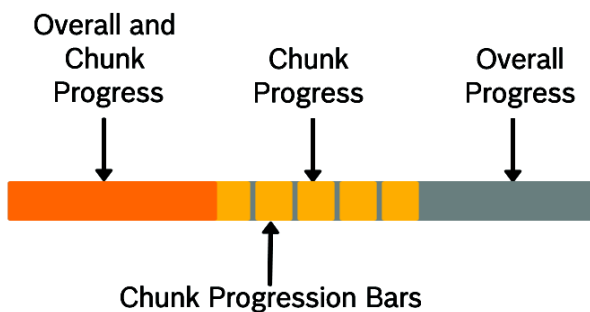 Overall and
Chunk
Progress
Chunk
Progress
Overall
Progress
Chunk Progression Bars